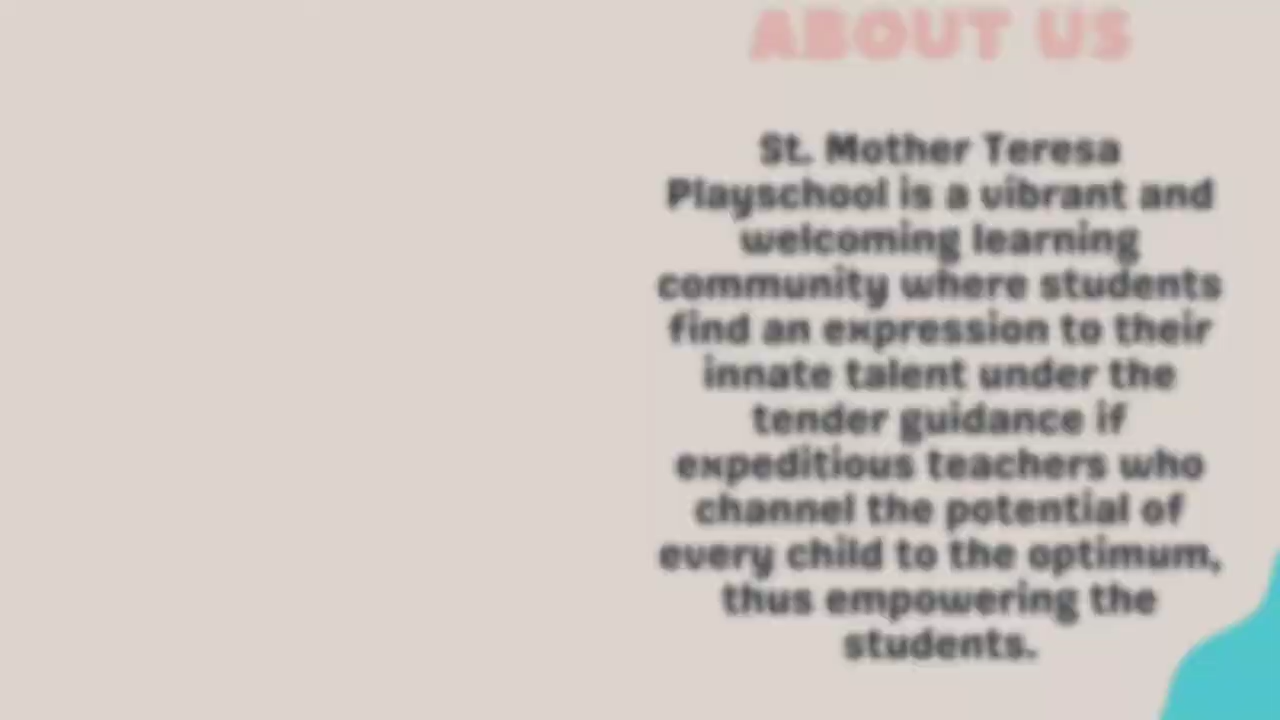 ABOUT US
St. Mother Teresa
Playschool is a vibrant and
welcoming learning
community where students
find an expression to their
innate talent under the
tender guidance if
expeditious teachers who
channel the potential of
every child to the optimum,
thus empowering the
students.